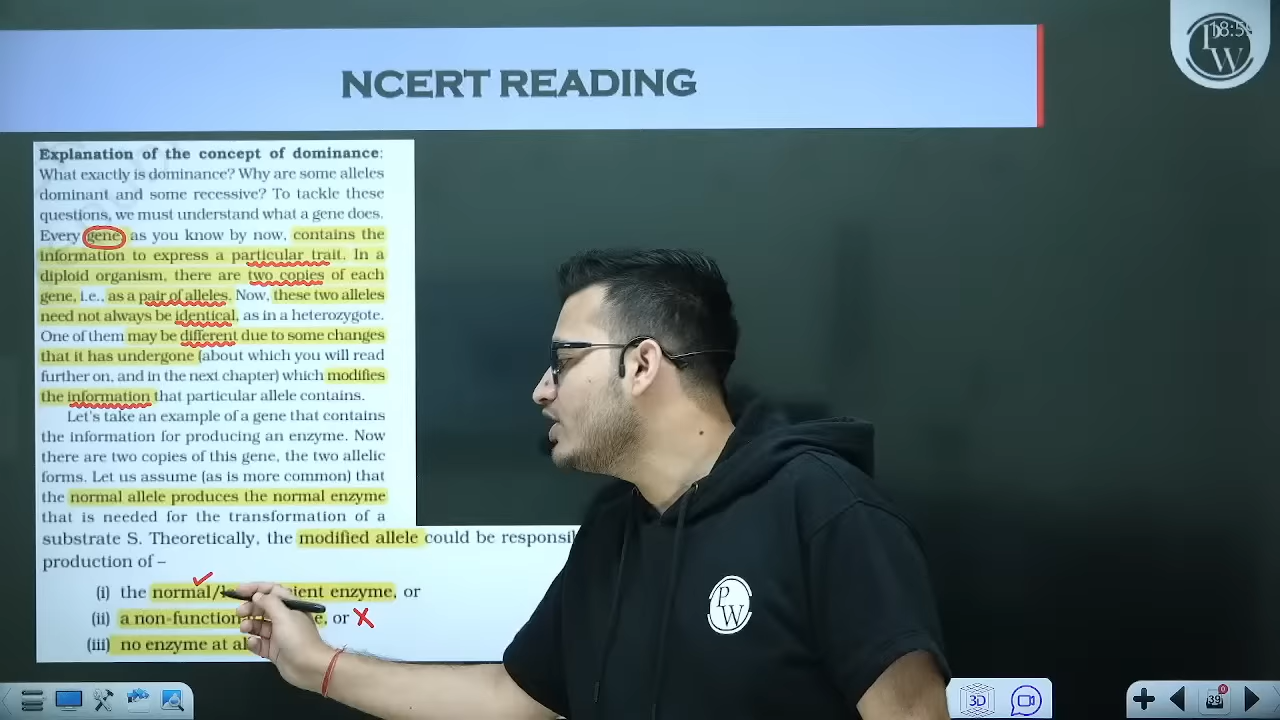 NCERT READING
Explanation of the concept of dominance:
What exactly is dominance? Why are some alleles
dominant and some recessive? To tackle these
questions, we must understand what a gene does.
Every gene as you know by now, contains the
information to express a particular trait. In a
diploid organism, there are two copies of each
gene, i.e., as a pair of alleles. Now, these two alleles
need not always be identical, as in a heterozygote.
One of them may be different due to some changes
that it has undergone (about which you will read
further on, and in the next chapter) which modifies
the information that particular allele contains.
Let's take an example of a gene that contains
the information for producing an enzyme. Now
there are two copies of this gene, the two allelic
forms. Let us assume (as is more common) that
the normal allele produces the normal enzyme
that is needed for the transformation of a
substrate S. Theoretically, the modified allele could be
production of –
(i) the normal/ enzyme, or
(ii) a or
(iii) no enzyme at
PW
PW
3D
39